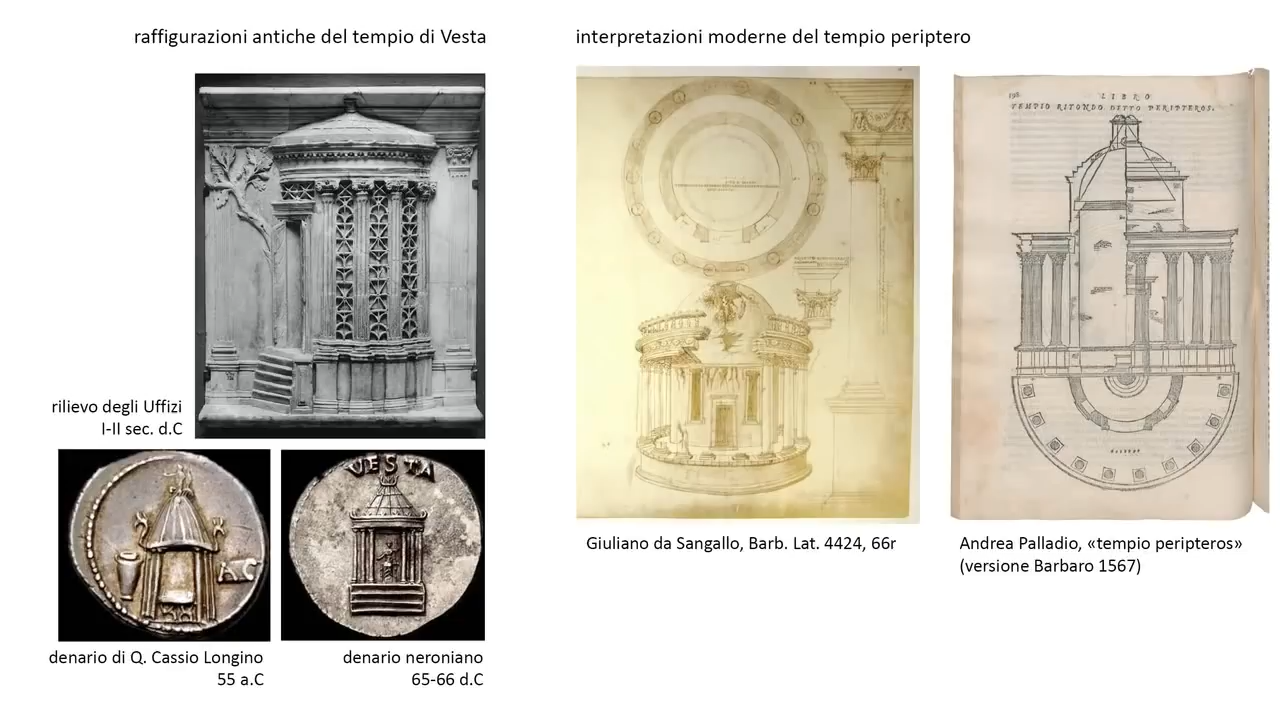 raffigurazioni antiche del tempio di Vesta
rilievo degli Uffizi
I-II sec. d.C
VESTA
AC
denario di Q. Cassio Longino
55 a.C
denario neroniano
65-66 d.C
interpretazioni moderne del tempio periptero
Giuliano da Sangallo, Barb. Lat. 4424, 66r
198 LIBRO
TEMPIO RITONDO DETTO PERIPTEROS.
Andrea Palladio, «tempio peripteros»
(versione Barbaro 1567)